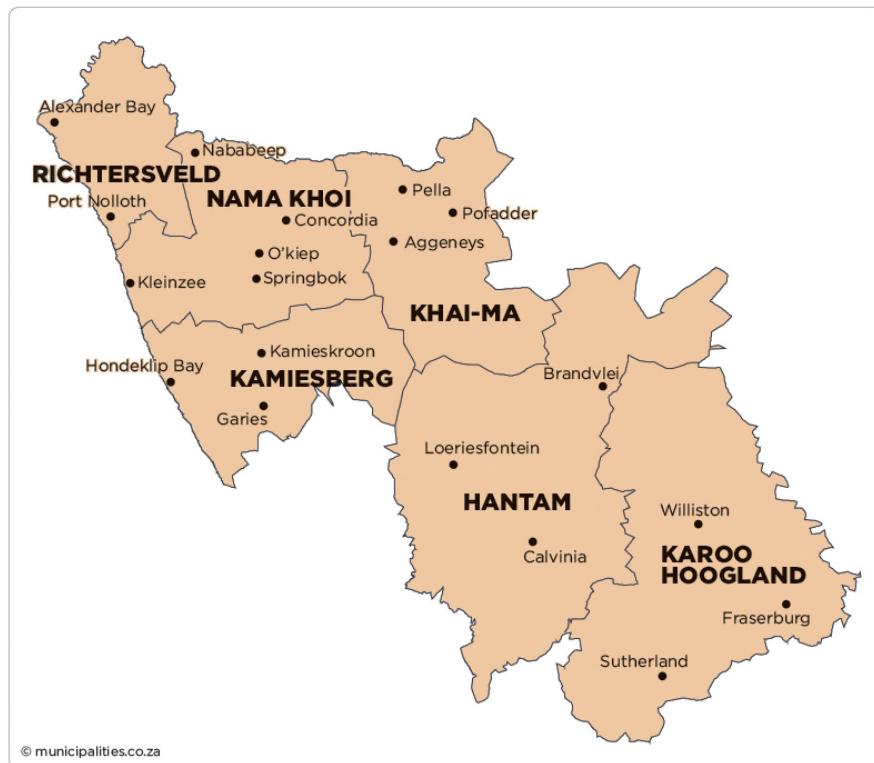 Alexander Bay
Nababeep
RICHTERSVELD
Pella
NAMA KHOI
Port Nolloth
Pofadder
Concordia
Aggeneys
O'kiep
Springbok
Kleinzee
KHAI-MA
Kamieskroon
Hondeklip Bay
KAMIESBERG
Brandvlei
Garies
Loeriesfontein
HANTAM
Williston
Calvinia
KAROO
HOOGLAND
Fraserburg
Sutherland
© municipalities.co.za